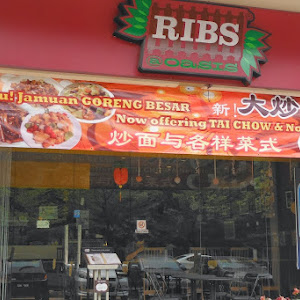 RIBS
@ oasis
u! Jamuan GORENG BESAR
新! 大炒
Now offering TAI CHOW & No
炒面与各样菜式